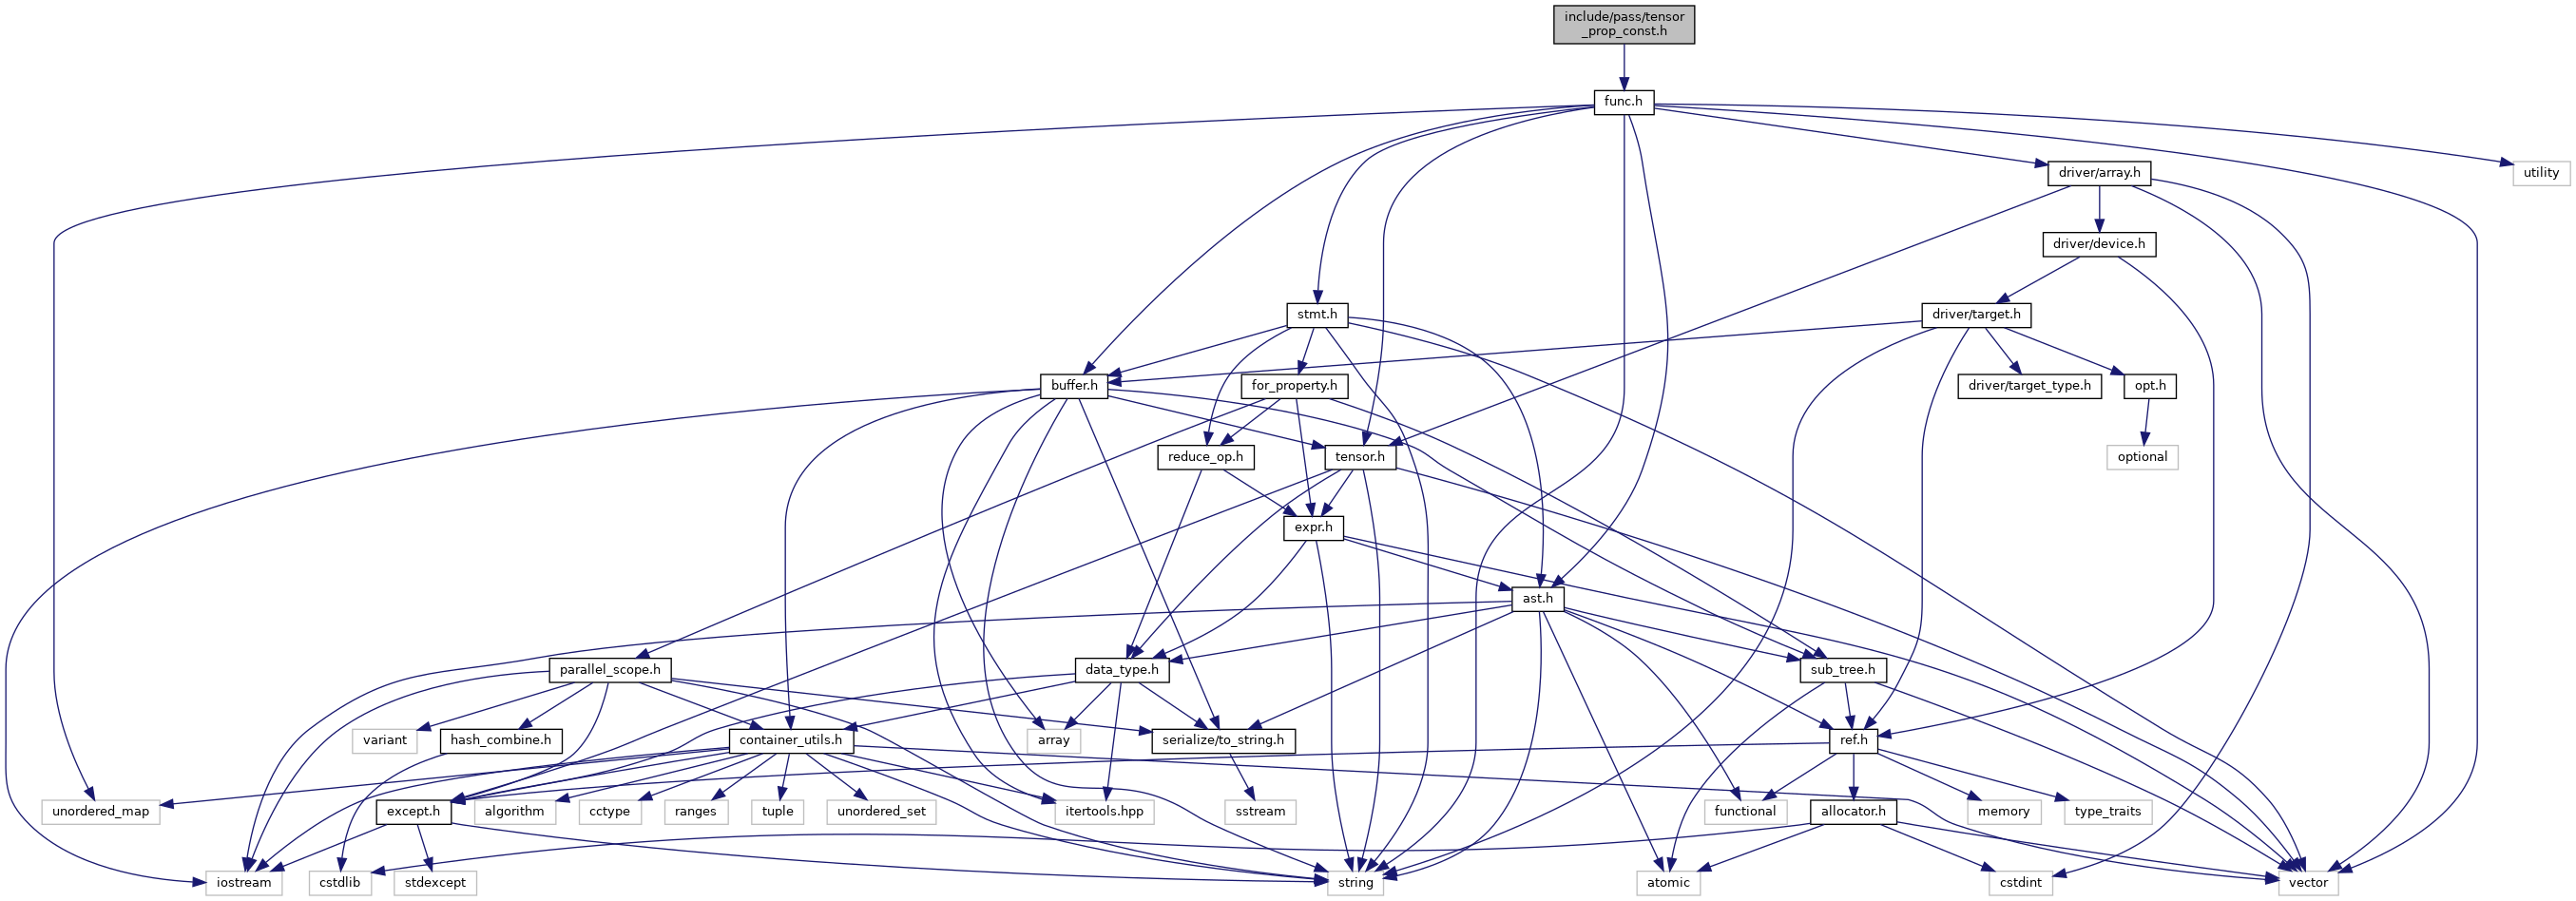 include/pass/tensor
_prop_const.h
func.h
driver/array.h
utility
driver/device.h
stmt.h
driver/target.h
buffer.h
for_property.h
driver/target_type.h
opt.h
reduce_op.h
tensor.h
optional
expr.h
ast.h
parallel_scope.h
data_type.h
sub_tree.h
variant
hash_combine.h
container_utils.h
array
serialize/to_string.h
ref.h
unordered_map
except.h
algorithm
cctype
ranges
tuple
unordered_set
itertools.hpp
sstream
functional
allocator.h
memory
type_traits
iostream
cstdlib
stdexcept
string
atomic
cstdint
vector